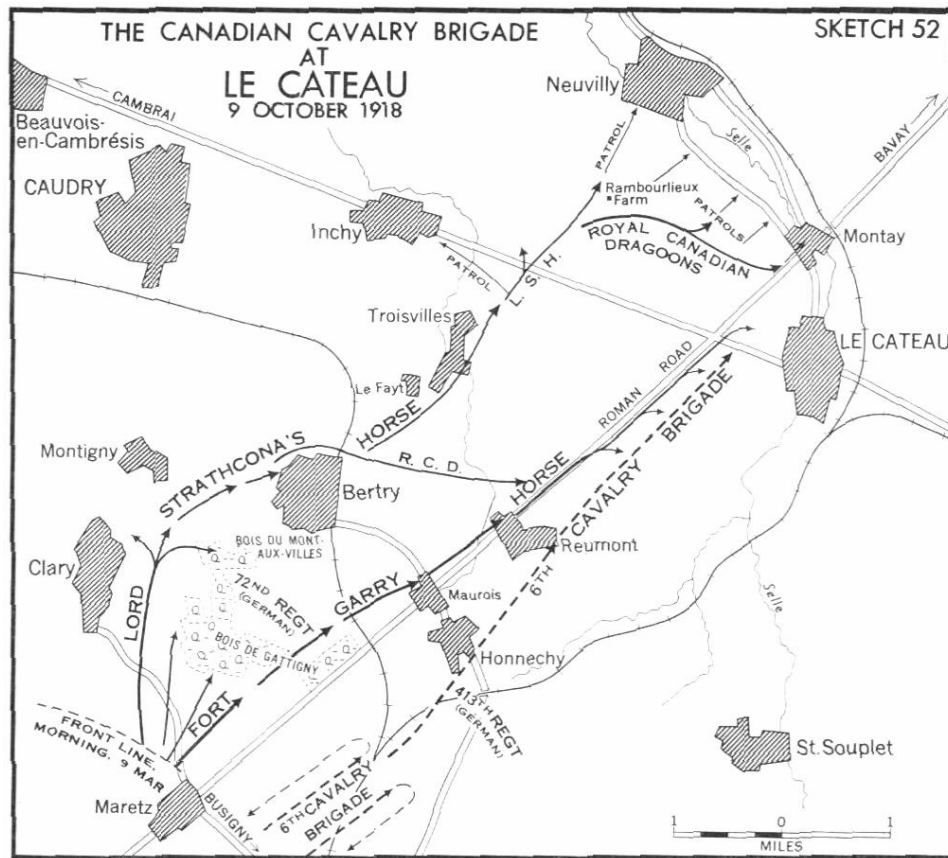 THE CANADIAN CAVALRY BRIGADE
AT
LE CATEAU
9 OCTOBER 1918
SKETCH 52
Neuvilly
CAMBRAI
BAVAY
Beauvois-
en-Cambrésis
CAUDRY
Selle
PATROL
Rambourlieux
Farm
PATROLS
Inchy
ROYAL CANADIAN
DRAGOONS
Montay
PATROL
L. S. H.
Troisvilles
LE CATEAU
Le Fayt
ROMAN ROAD
HORSE
Montigny
STRATHCONA'S
R. C. D.
Bertry
HORSE
6TH CAVALRY BRIGADE
Reumont
BOIS DU MONT-
AUX-VILLES
Clary
72ND REGT
(GERMAN)
LORD
GARRY
Maurois
Selle
BOIS DE GATTIGNY
Honnechy
FORT
413TH REGT
(GERMAN)
FRONT LINE,
MORNING, 9 MAR
St. Souplet
Maretz
BUSIGNY
6TH CAVALRY
BRIGADE
1 0 1
MILES